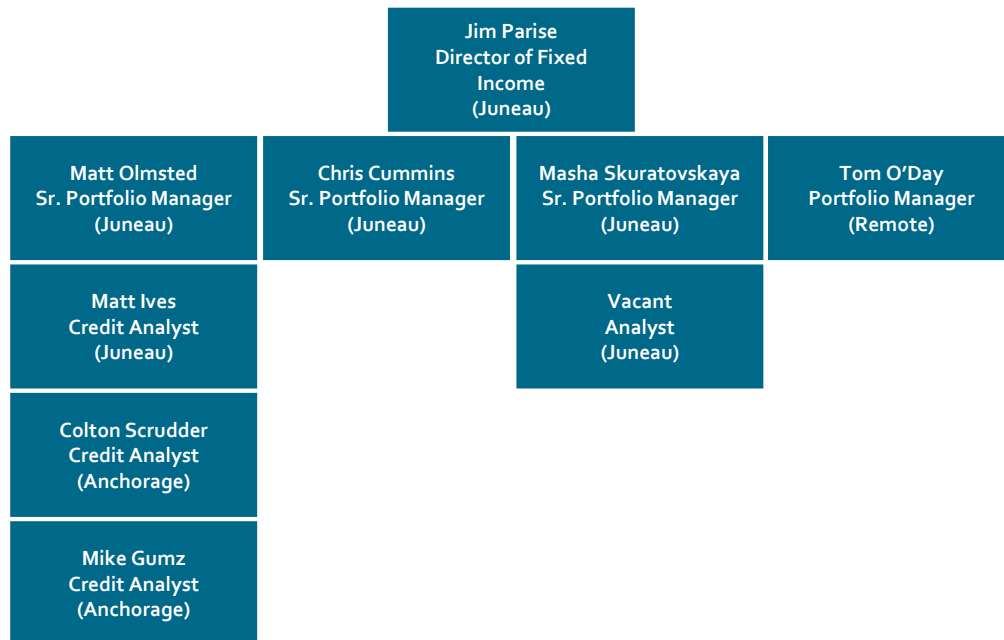 Jim Parise
Director of Fixed
Income
(Juneau)
Matt Olmsted
Sr. Portfolio Manager
(Juneau)
Chris Cummins
Sr. Portfolio Manager
(Juneau)
Masha Skuratovskaya
Sr. Portfolio Manager
(Juneau)
Tom O’Day
Portfolio Manager
(Remote)
Matt Ives
Credit Analyst
(Juneau)
Vacant
Analyst
(Juneau)
Colton Scrudder
Credit Analyst
(Anchorage)
Mike Gumz
Credit Analyst
(Anchorage)